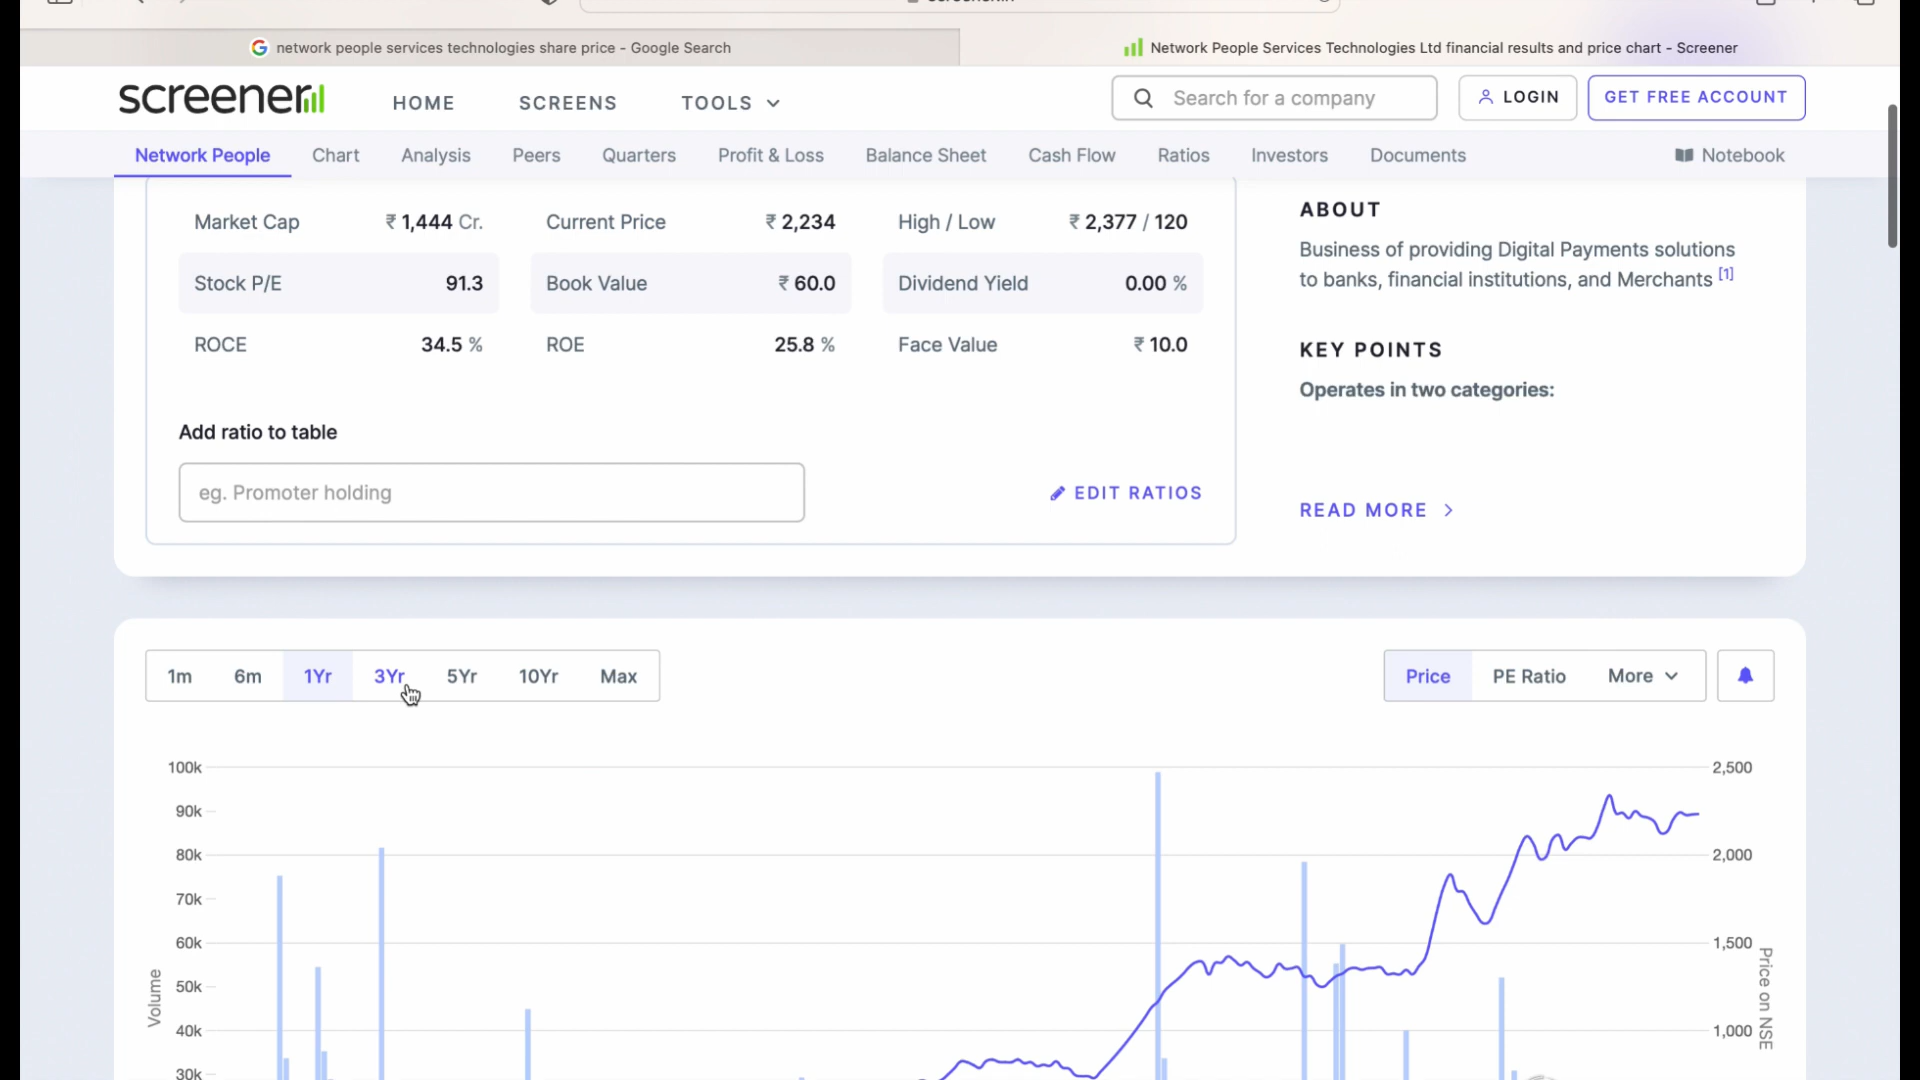 network people services technologies share price - Google Search
Network People Services Technologies Ltd financial results and price chart - Screener
screener
HOME
SCREENS
TOOLS
Search for a company
LOGIN
GET FREE ACCOUNT
Network People
Chart
Analysis
Peers
Quarters
Profit & Loss
Balance Sheet
Cash Flow
Ratios
Investors
Documents
Notebook
Market Cap ₹ 1,444 Cr.
Current Price ₹ 2,234
High / Low ₹ 2,377 / 120
Stock P/E 91.3
Book Value ₹ 60.0
Dividend Yield 0.00 %
ROCE 34.5 %
ROE 25.8 %
Face Value ₹ 10.0
Add ratio to table
eg. Promoter holding
EDIT RATIOS
ABOUT
Business of providing Digital Payments solutions
to banks, financial institutions, and Merchants [1]
KEY POINTS
Operates in two categories:
READ MORE
1m 6m 1Yr 3Yr 5Yr 10Yr Max
Price PE Ratio More
100k
90k
80k
70k
60k
50k
40k
30k
Volume
2,500
2,000
1,500
1,000
Price on NSE